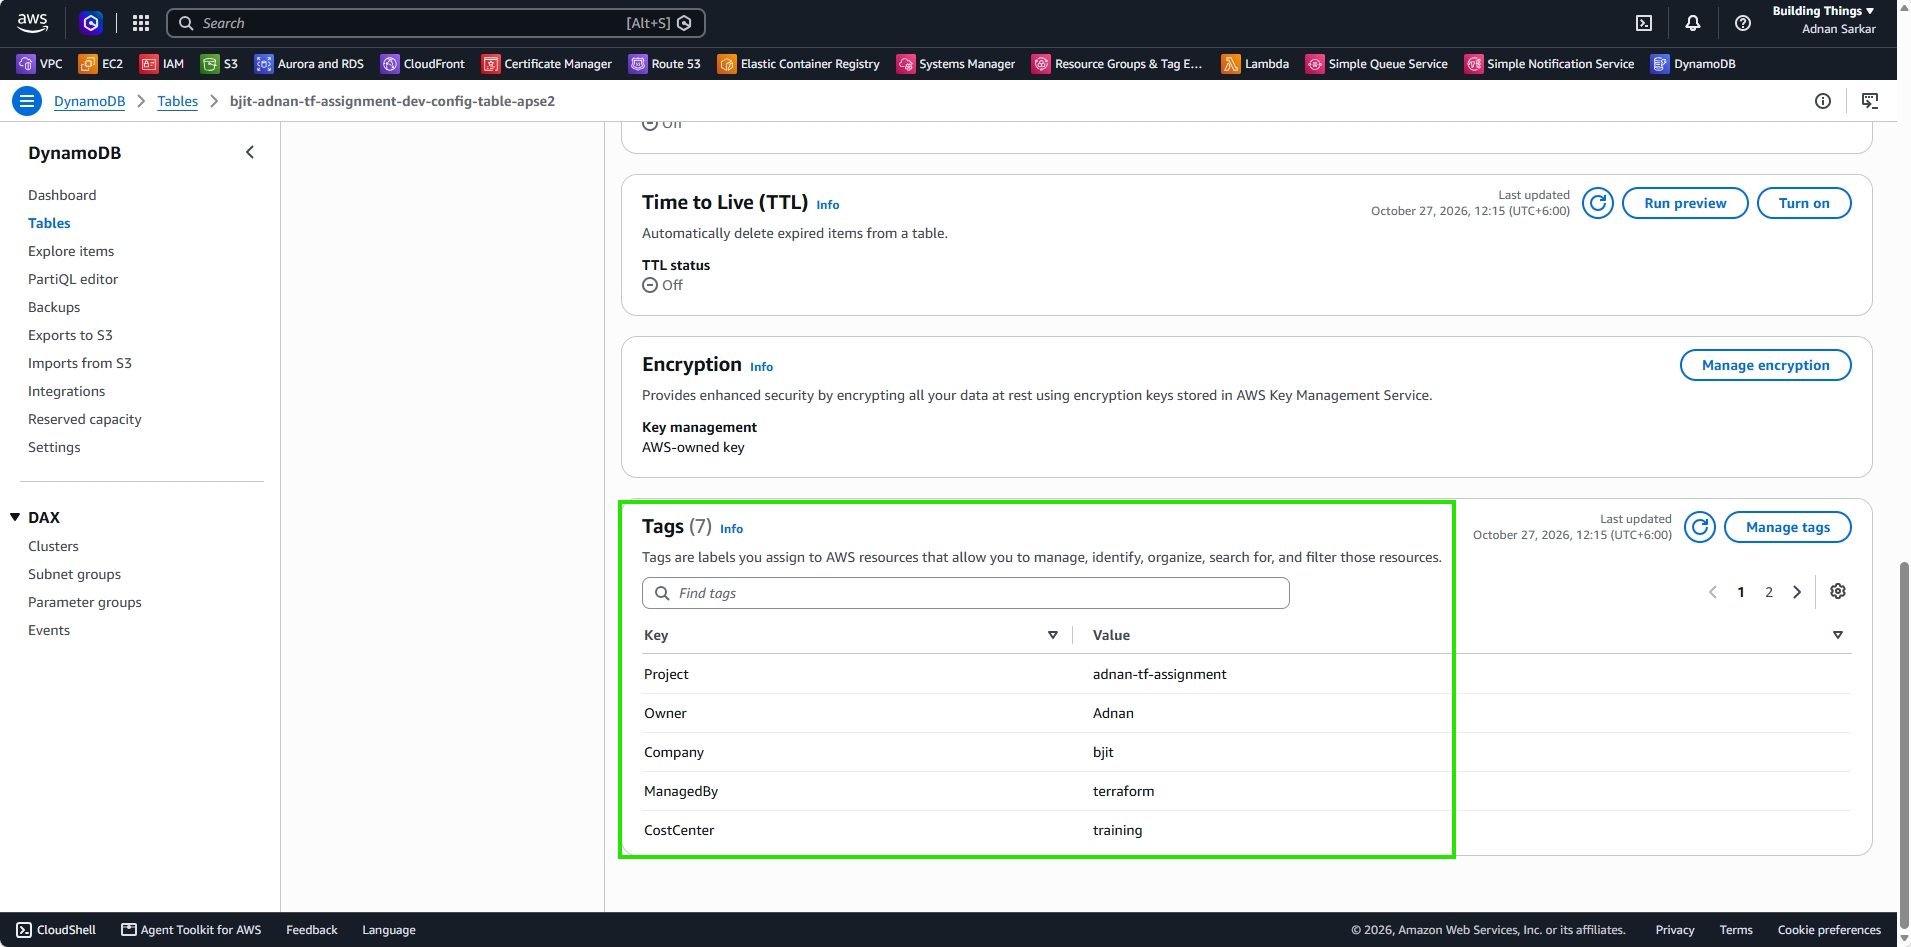 aws
Search [Alt+S]
Building Things ▼
Adnan Sarkar
VPC EC2 IAM S3 Aurora and RDS CloudFront Certificate Manager Route 53 Elastic Container Registry Systems Manager Resource Groups & Tag E... Lambda Simple Queue Service Simple Notification Service DynamoDB
DynamoDB > Tables > bjit-adnan-tf-assignment-dev-config-table-apse2
DynamoDB
Dashboard
Tables
Explore items
PartiQL editor
Backups
Exports to S3
Imports from S3
Integrations
Reserved capacity
Settings
DAX
Clusters
Subnet groups
Parameter groups
Events
Off
Time to Live (TTL) Info
Last updated
October 27, 2026, 12:15 (UTC+6:00)
Run preview
Turn on
Automatically delete expired items from a table.
TTL status
Off
Encryption Info
Manage encryption
Provides enhanced security by encrypting all your data at rest using encryption keys stored in AWS Key Management Service.
Key management
AWS-owned key
Tags (7) Info
Last updated
October 27, 2026, 12:15 (UTC+6:00)
Manage tags
Tags are labels you assign to AWS resources that allow you to manage, identify, organize, search for, and filter those resources.
Find tags
1 2
Key Value
Project adnan-tf-assignment
Owner Adnan
Company bjit
ManagedBy terraform
CostCenter training
CloudShell Agent Toolkit for AWS Feedback Language
© 2026, Amazon Web Services, Inc. or its affiliates. Privacy Terms Cookie preferences